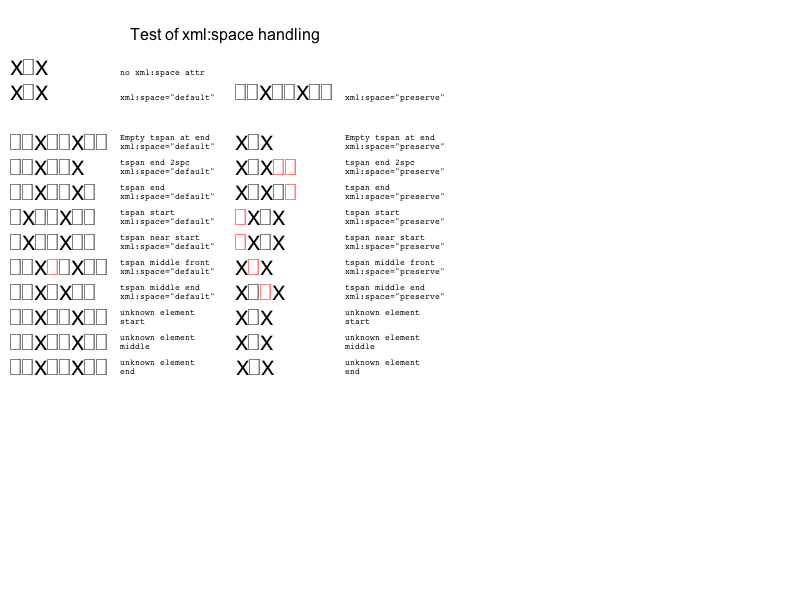 Test of xml:space handling
X□X no xml:space attr
X□X xml:space="default" □□X□□X□□ xml:space="preserve"
□□X□□X□□ Empty tspan at end X□X Empty tspan at end
xml:space="default" xml:space="preserve"
□□X□□X tspan end 2spc X□X□□ tspan end 2spc
xml:space="default" xml:space="preserve"
□□X□□X□ tspan end X□X□□ tspan end
xml:space="default" xml:space="preserve"
□X□□X□□ tspan start □X□X tspan start
xml:space="default" xml:space="preserve"
□X□□X□□ tspan near start □X□X tspan near start
xml:space="default" xml:space="preserve"
□□X□□X□□ tspan middle front X□X tspan middle front
xml:space="default" xml:space="preserve"
□□X□X□□ tspan middle end X□□X tspan middle end
xml:space="default" xml:space="preserve"
□□X□□X□□ unknown element X□X unknown element
start start
□□X□□X□□ unknown element X□X unknown element
middle middle
□□X□□X□□ unknown element X□X unknown element
end end